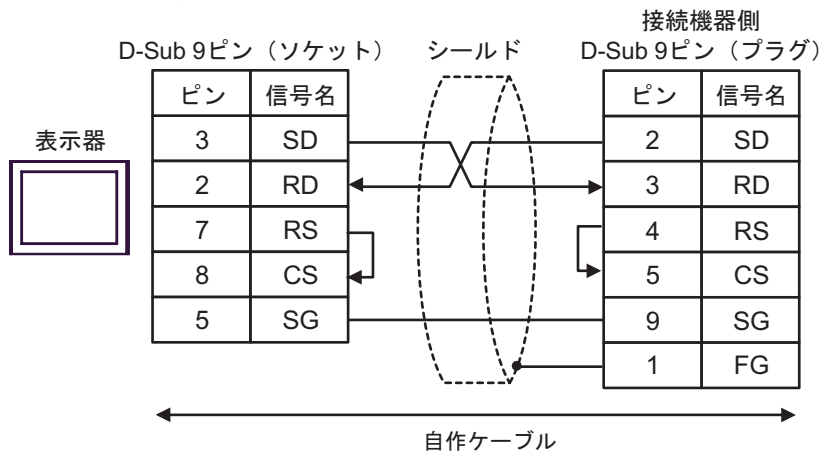 接続機器側
D-Sub 9ピン（ソケット） シールド D-Sub 9ピン（プラグ）
ピン 信号名 ピン 信号名
表示器
3 SD 2 SD
2 RD 3 RD
7 RS 4 RS
8 CS 5 CS
5 SG 9 SG
1 FG
自作ケーブル